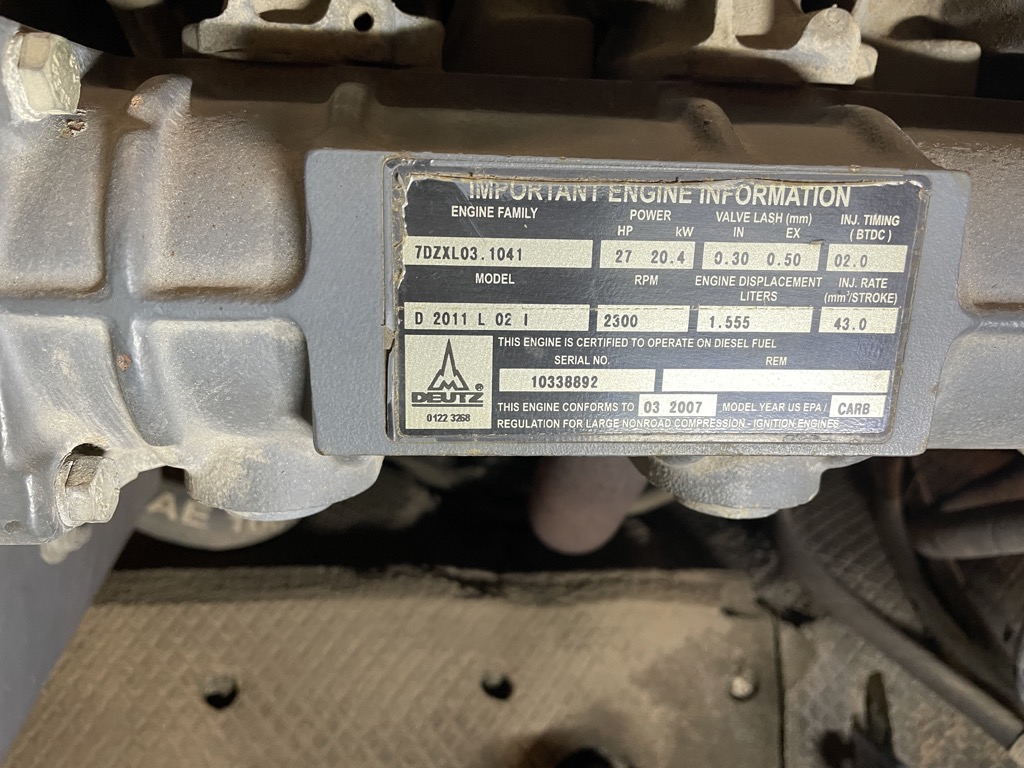 IMPORTANT ENGINE INFORMATION
ENGINE FAMILY POWER VALVE LASH (mm) INJ. TIMING
HP kW IN EX (BTDC)
7DZXL03.1041 27 20.4 0.30 0.50 02.0
MODEL RPM ENGINE DISPLACEMENT INJ. RATE
LITERS (mm³/STROKE)
D 2011 L 02 I 2300 1.555 43.0
THIS ENGINE IS CERTIFIED TO OPERATE ON DIESEL FUEL
SERIAL NO. REM
10338892
DEUTZ ®
THIS ENGINE CONFORMS TO 03 2007 MODEL YEAR US EPA / CARB
0122 3268
REGULATION FOR LARGE NONROAD COMPRESSION - IGNITION ENGINES
AE